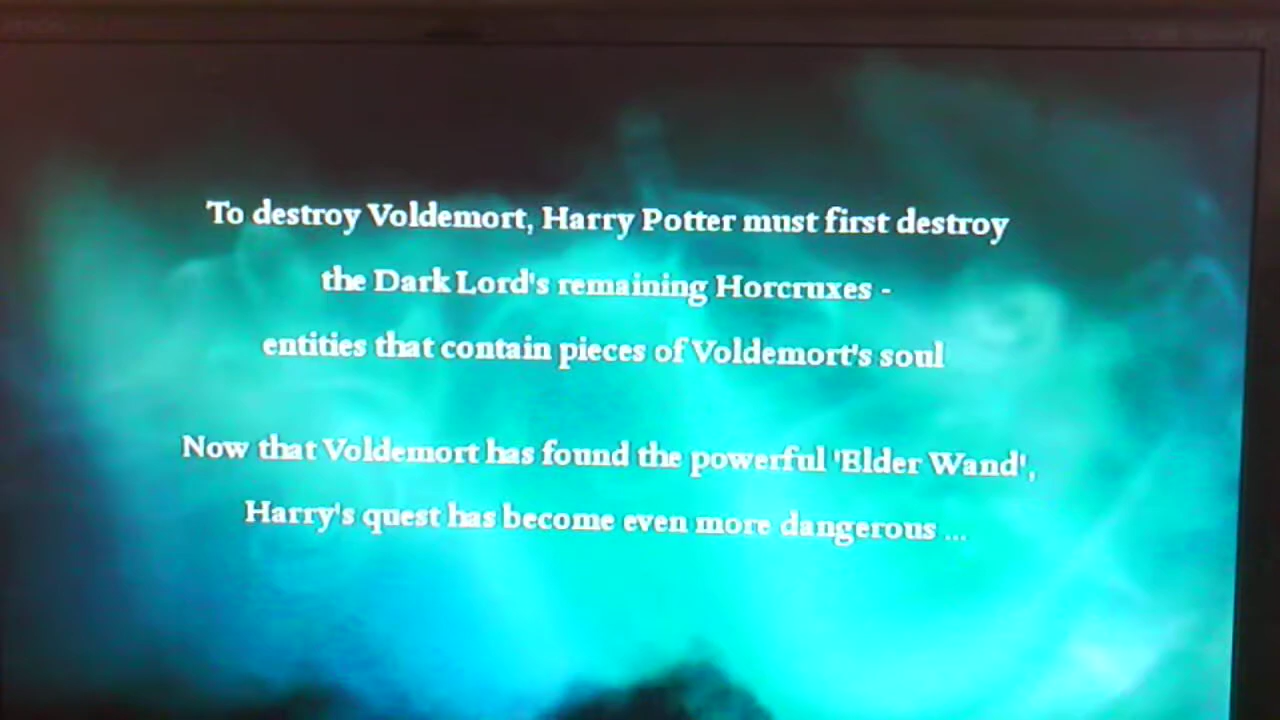 To destroy Voldemort, Harry Potter must first destroy
the Dark Lord's remaining Horcruxes -
entities that contain pieces of Voldemort's soul
Now that Voldemort has found the powerful 'Elder Wand',
Harry's quest has become even more dangerous ...